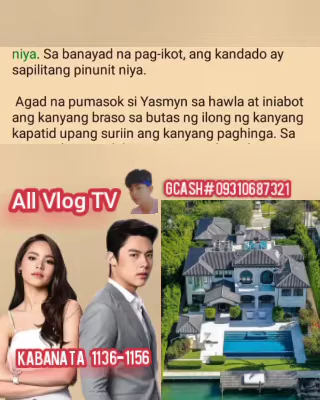 niya. Sa banayad na pag-ikot, ang kandado ay
sapilitang pinunit niya.
Agad na pumasok si Yasmyn sa hawla at iniabot
ang kanyang braso sa butas ng ilong ng kanyang
kapatid upang suriin ang kanyang paghinga. Sa
All Vlog TV
GCASH#09310687321
KABANATA 1136-1156